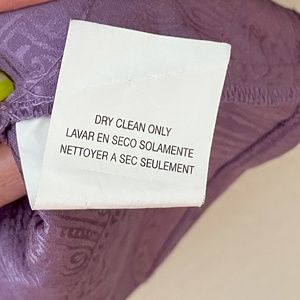 DRY CLEAN ONLY
LAVAR EN SECO SOLAMENTE
NETTOYER A SEC SEULEMENT